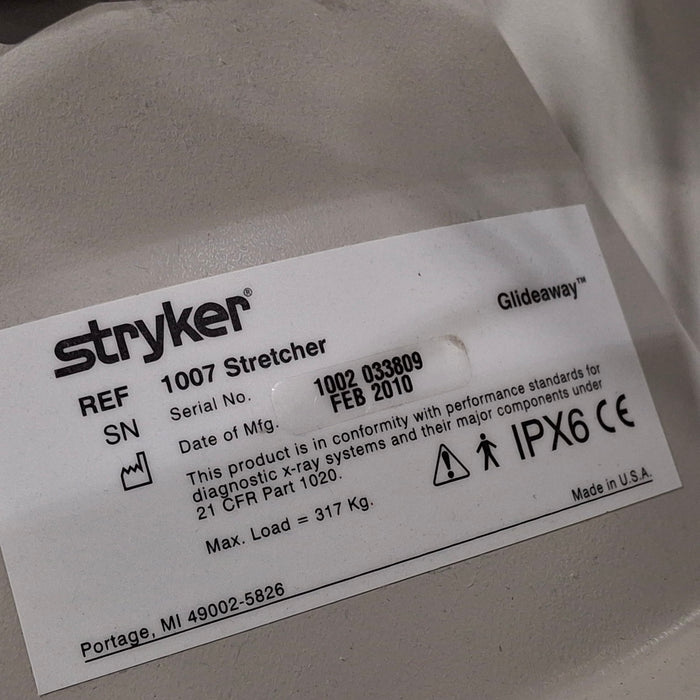 stryker®
Glideaway™
REF 1007 Stretcher
SN Serial No. 1002 033809
Date of Mfg. FEB 2010
This product is in conformity with performance standards for
diagnostic x-ray systems and their major components under
21 CFR Part 1020.
IPX6 CE
Max. Load = 317 Kg.
Made in U.S.A.
Portage, MI 49002-5826